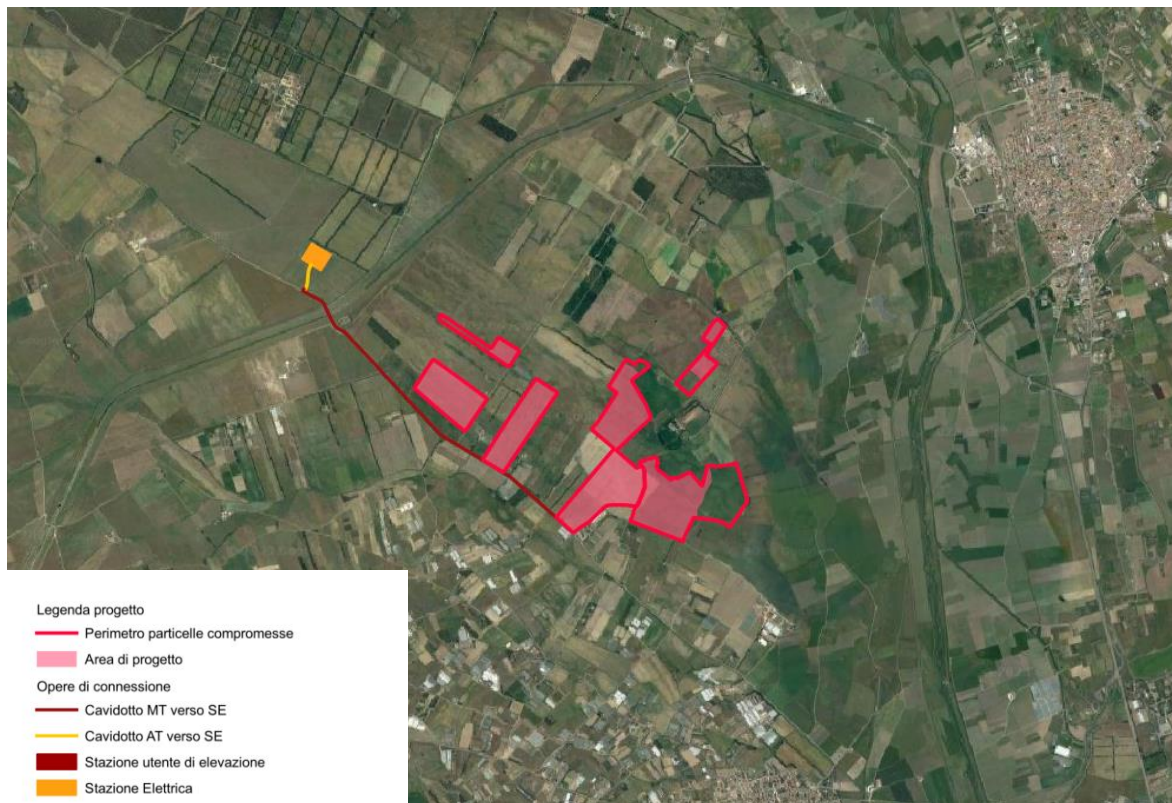 Legenda progetto
Perimetro particelle compromesse
Area di progetto
Opere di connessione
Cavidotto MT verso SE
Cavidotto AT verso SE
Stazione utente di elevazione
Stazione Elettrica